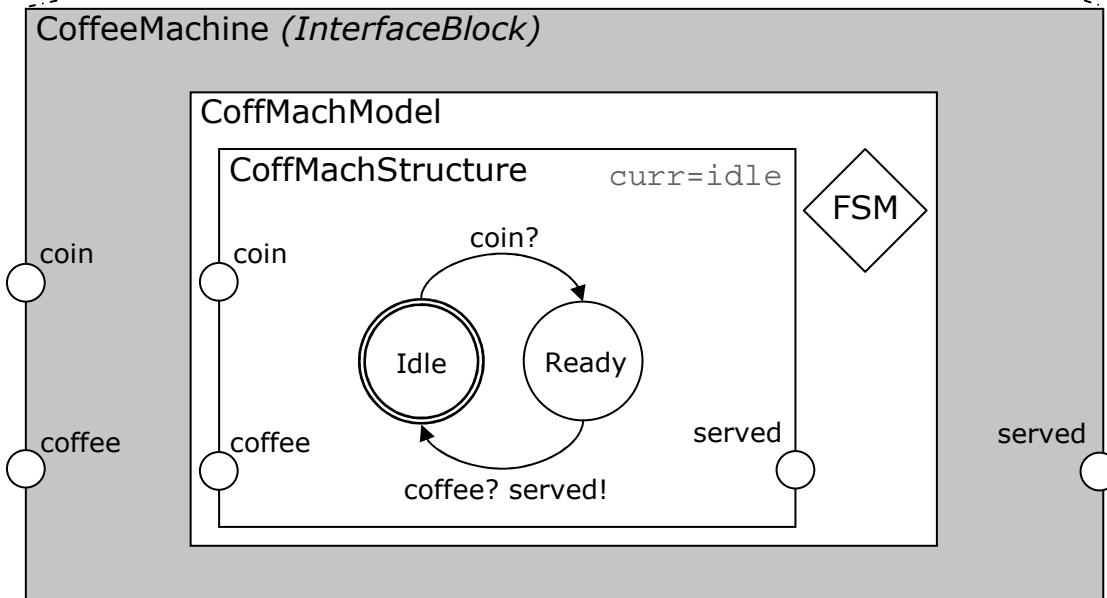 CoffeeMachine (InterfaceBlock)
CoffMachModel
CoffMachStructure
curr=idle
FSM
coin
coin
coin?
Idle
Ready
coffee
coffee
served
served
coffee? served!